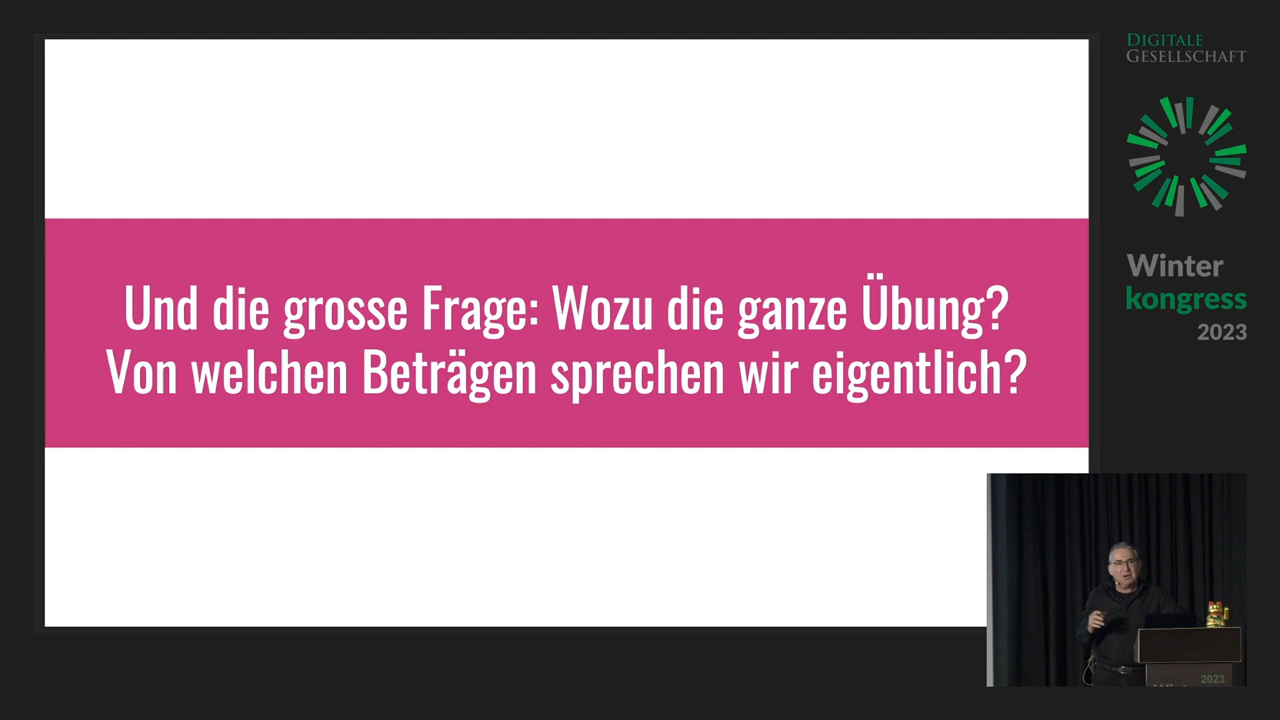 Und die grosse Frage: Wozu die ganze Übung?
Von welchen Beträgen sprechen wir eigentlich?
DIGITALE
GESELLSCHAFT
Winter
kongress
2023
2023